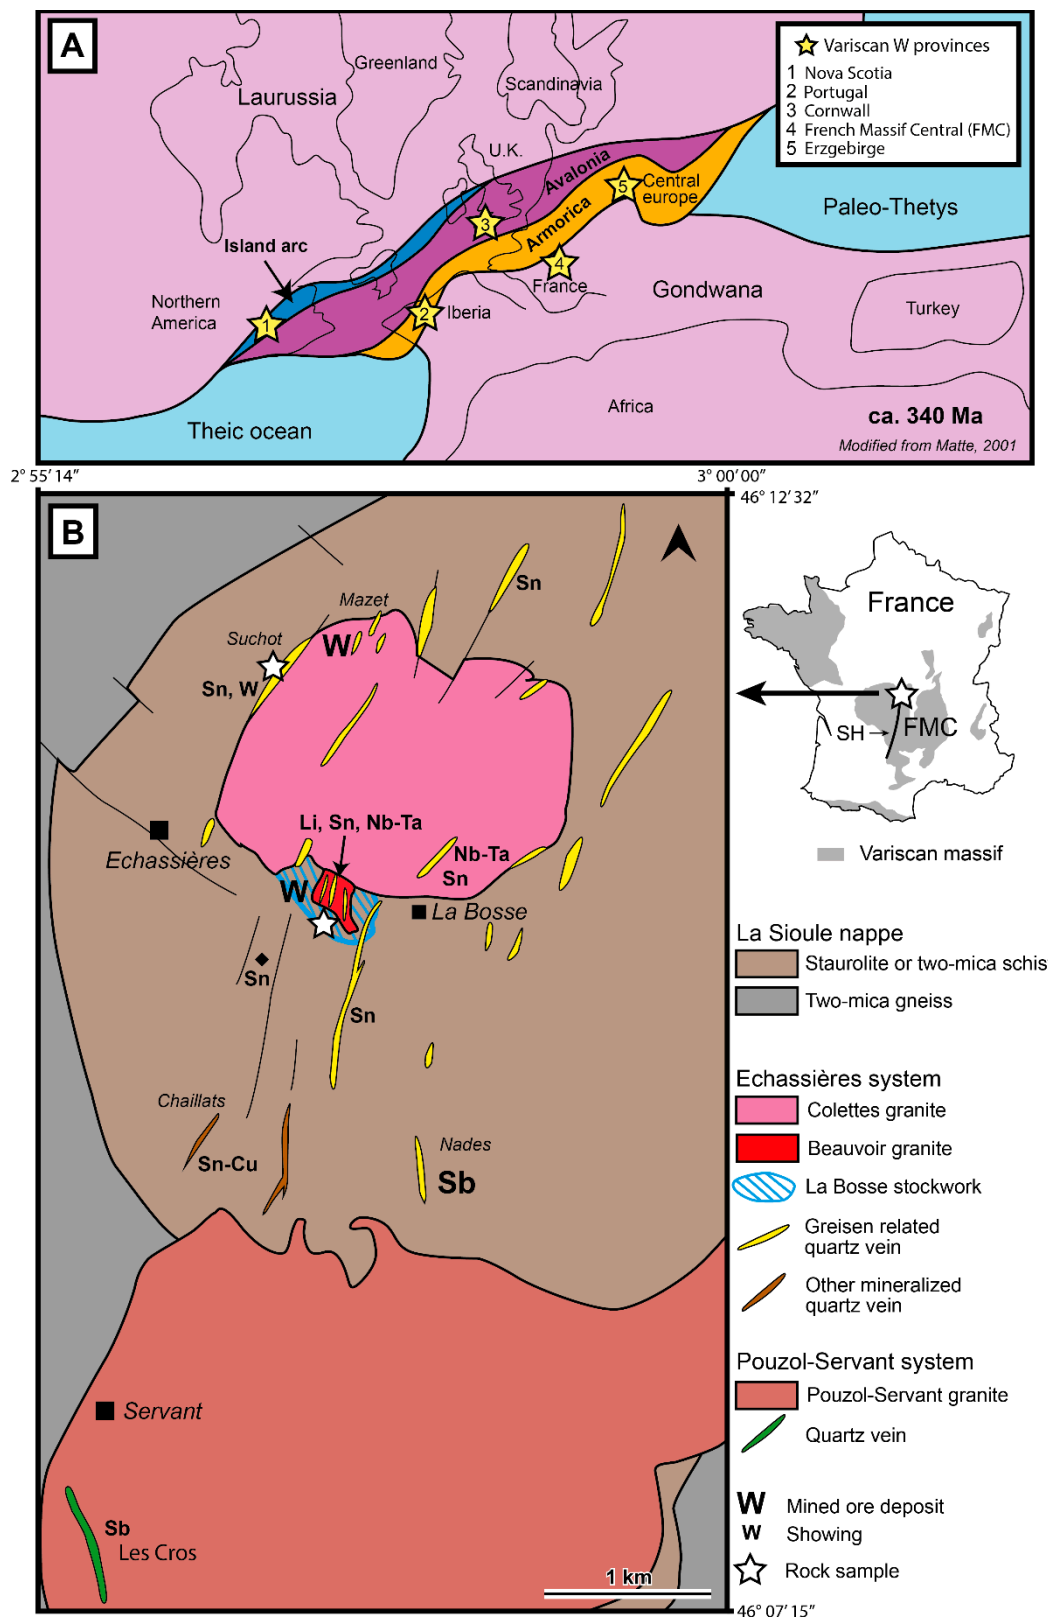 A
Greenland
Laurussia
Scandinavia
U.K.
Variscan W provinces
1 Nova Scotia
2 Portugal
3 Cornwall
4 French Massif Central (FMC)
5 Erzgebirge
Avalonia
Armorica
5
Central
europe
Paleo-Thetys
3
Island arc
4
France
Gondwana
Northern
America
1
2
Iberia
Turkey
Africa
Theic ocean
ca. 340 Ma
Modified from Matte, 2001
2° 55′ 14″
3° 00′ 00″
46° 12′ 32″
B
Sn
Mazet
Suchot
W
Sn, W
France
SH
FMC
Variscan massif
Li, Sn, Nb-Ta
Echassières
Nb-Ta
Sn
W
La Bosse
Sn
Sn
Chaillats
Sn-Cu
Nades
Sb
Servant
Sb
Les Cros
1 km
46° 07′ 15″
La Sioule nappe
Staurolite or two-mica schis
Two-mica gneiss
Echassières system
Colettes granite
Beauvoir granite
La Bosse stockwork
Greisen related
quartz vein
Other mineralized
quartz vein
Pouzol-Servant system
Pouzol-Servant granite
Quartz vein
W Mined ore deposit
W Showing
Rock sample